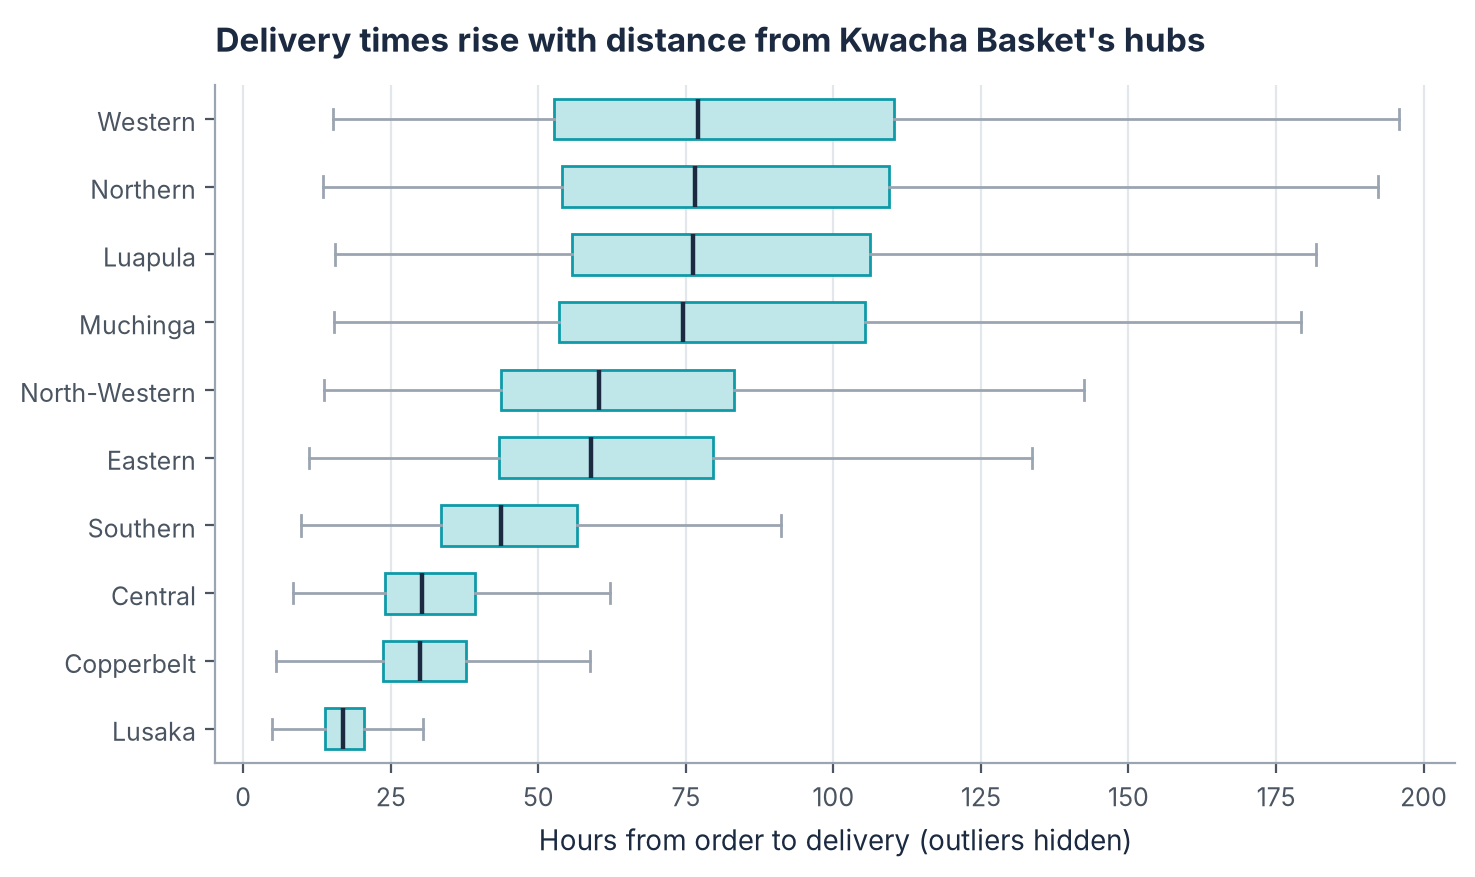 Delivery times rise with distance from Kwacha Basket's hubs
Western
Northern
Luapula
Muchinga
North-Western
Eastern
Southern
Central
Copperbelt
Lusaka
0 25 50 75 100 125 150 175 200
Hours from order to delivery (outliers hidden)